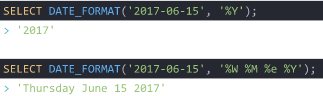 SELECT DATE_FORMAT('2017-06-15', '%Y');
> '2017'
SELECT DATE_FORMAT('2017-06-15', '%W %M %e %Y');
> 'Thursday June 15 2017'